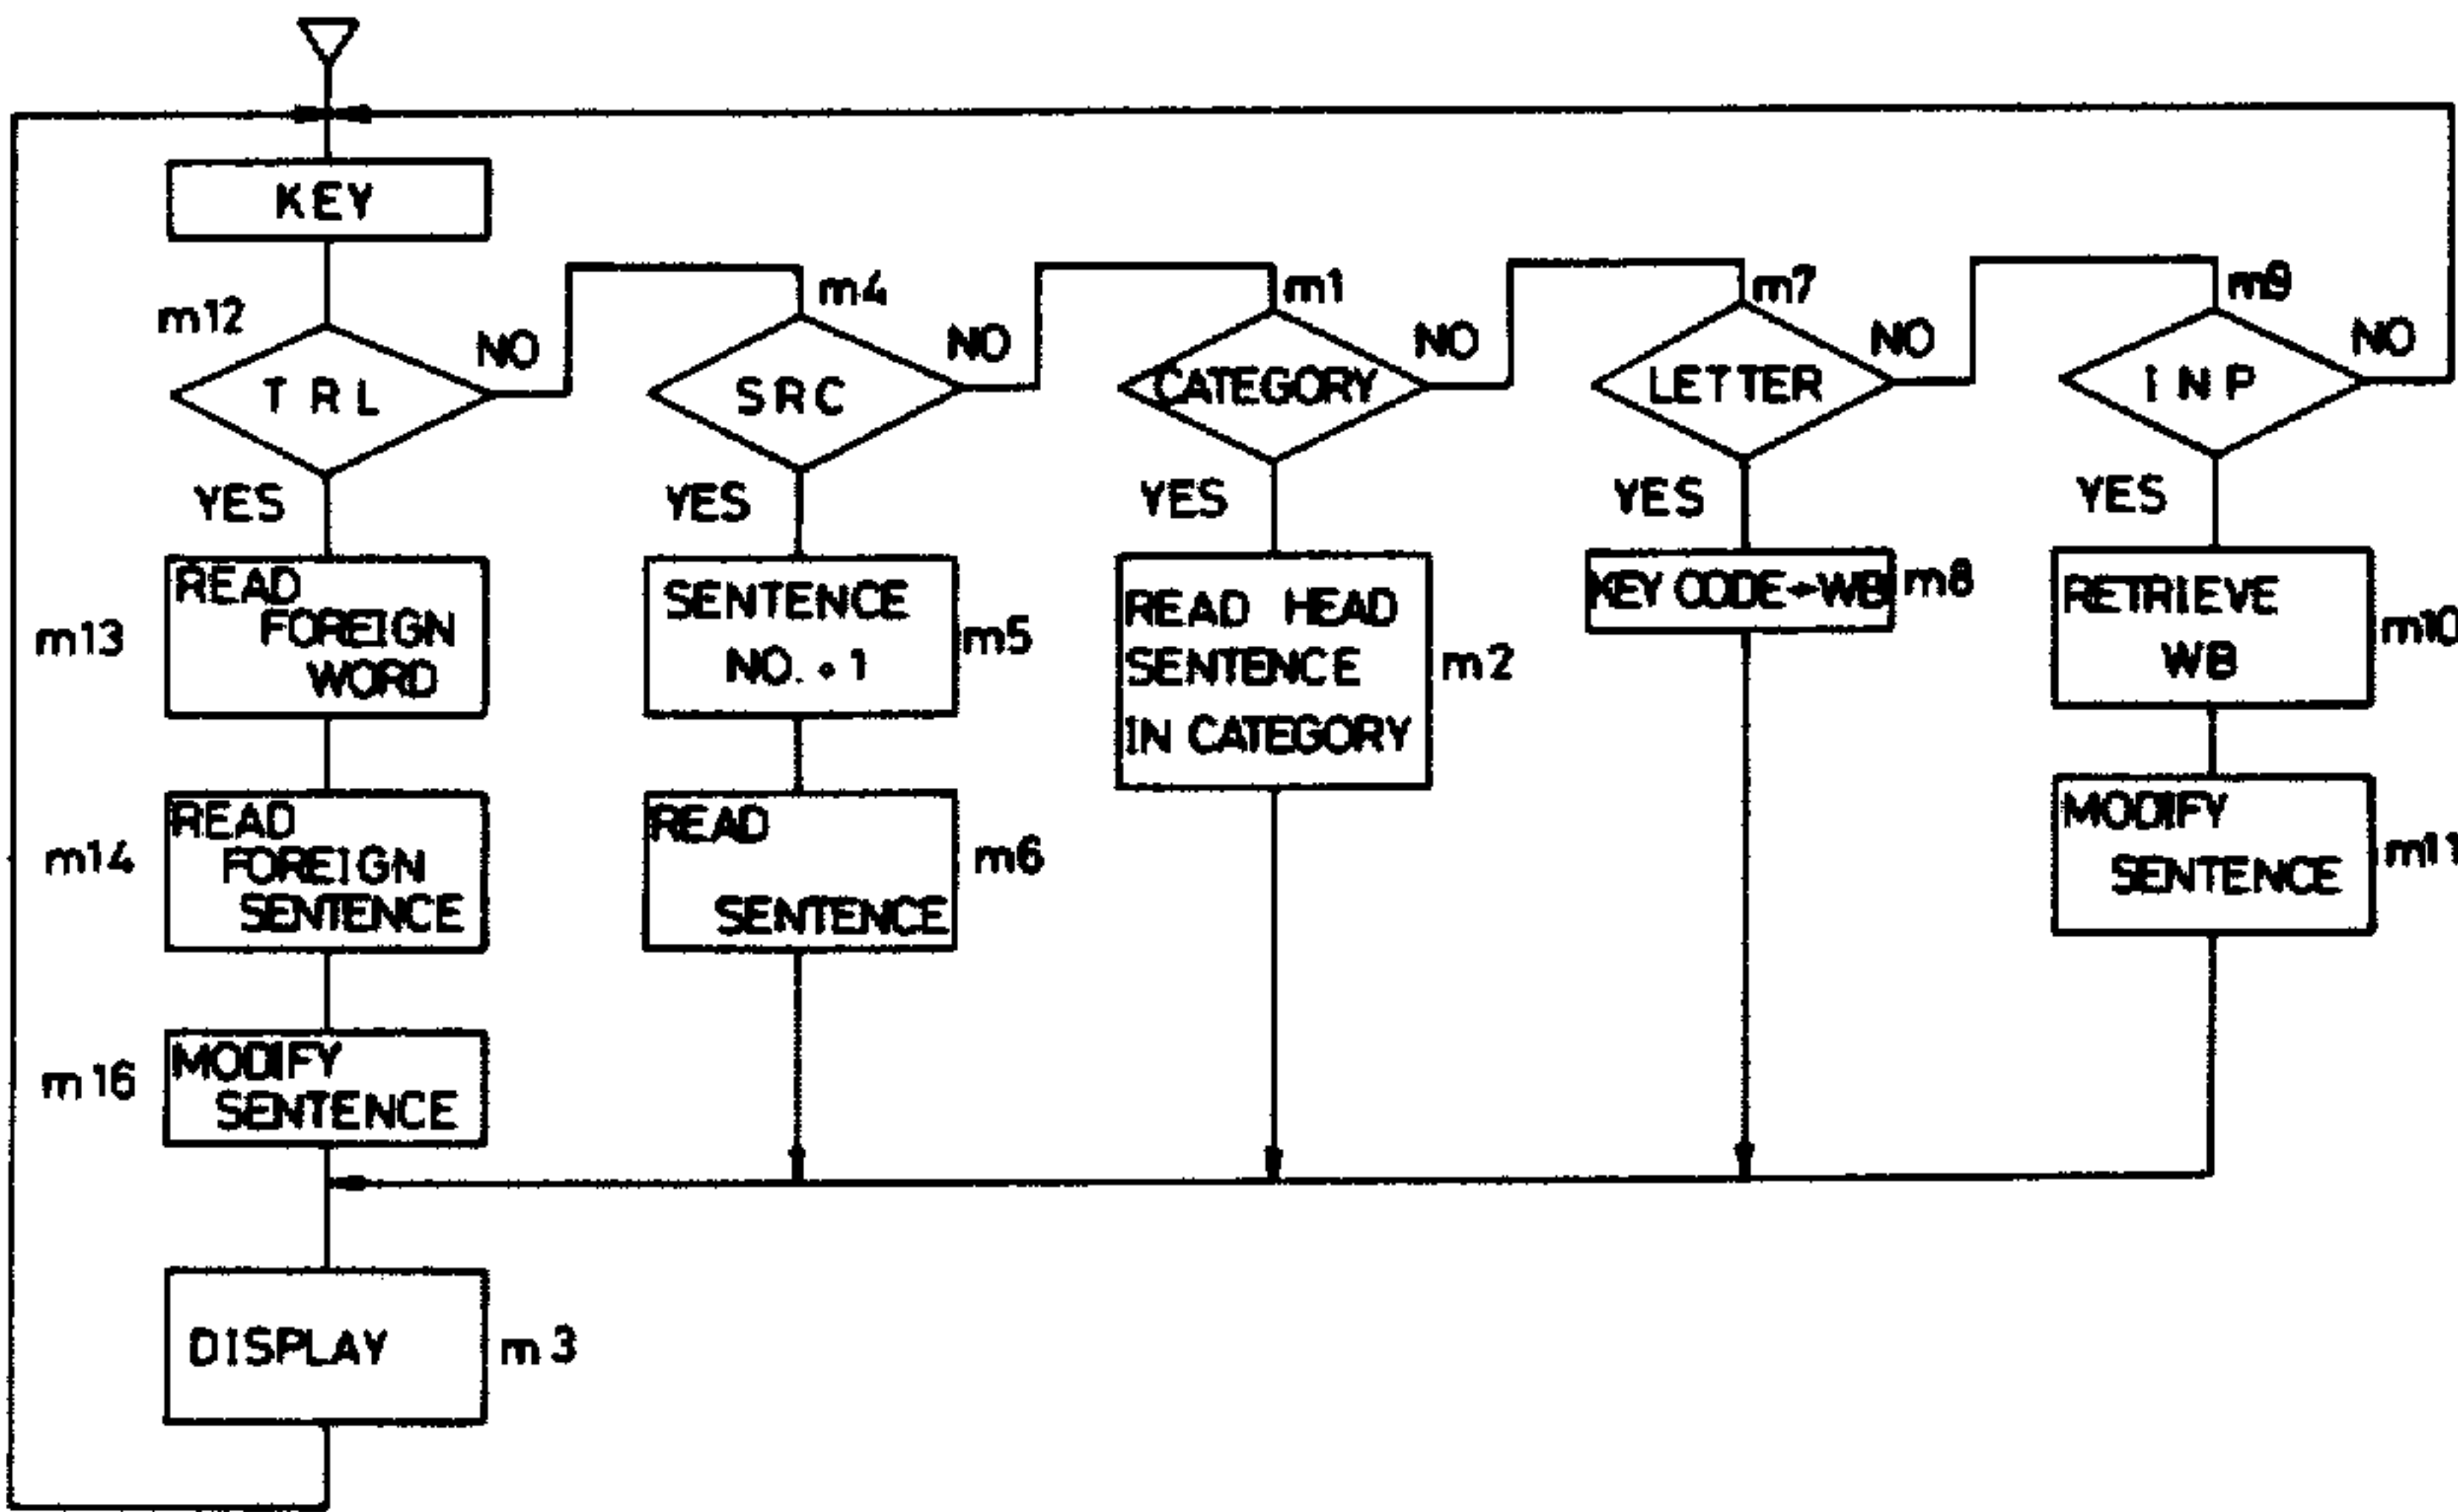 KEY
m12
TRL
NO
m4
SRC
NO
m1
CATEGORY
NO
m7
LETTER
NO
m9
INP
NO
YES
YES
YES
YES
YES
READ
FOREIGN
WORD
m13
SENTENCE
NO. + 1
m5
READ HEAD
SENTENCE
IN CATEGORY
m2
KEY CODE→WB
m8
RETRIEVE
WB
m10
READ
FOREIGN
SENTENCE
m14
READ
SENTENCE
m6
MODIFY
SENTENCE
m11
MODIFY
SENTENCE
m16
DISPLAY
m3